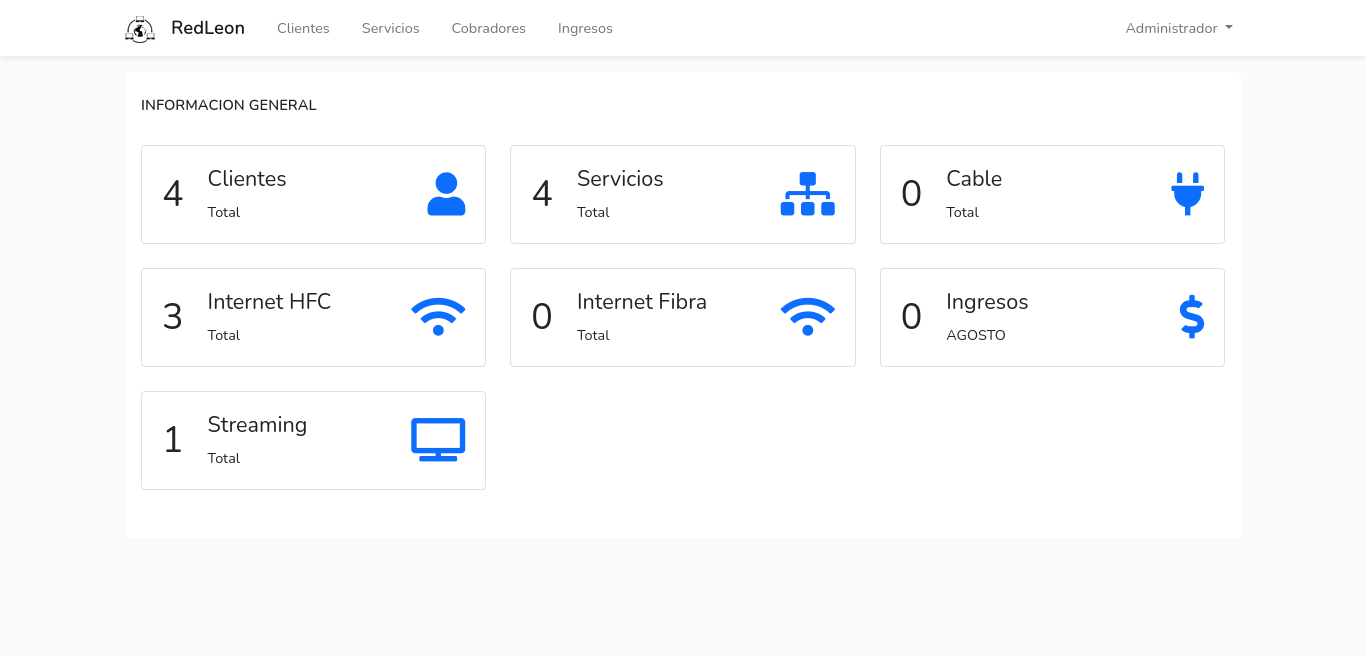 RedLeon Clientes Servicios Cobradores Ingresos Administrador
INFORMACION GENERAL
4 Clientes
Total
4 Servicios
Total
0 Cable
Total
3 Internet HFC
Total
0 Internet Fibra
Total
0 Ingresos
AGOSTO
1 Streaming
Total